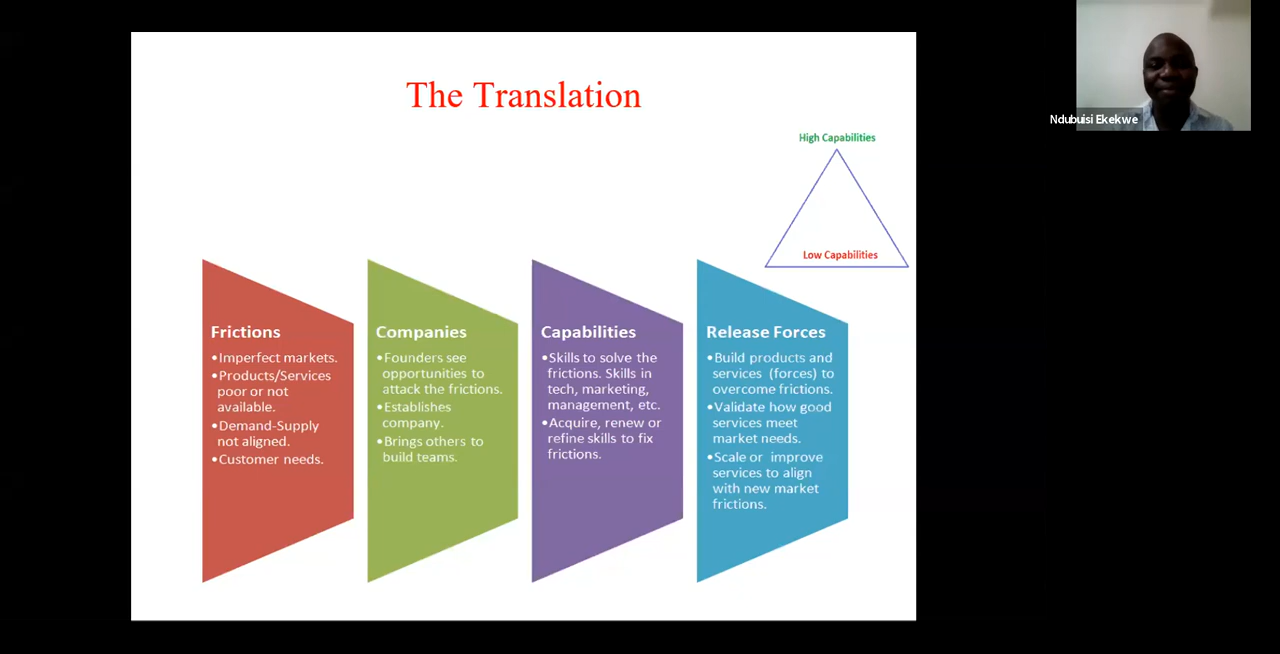 The Translation
Ndubuisi Ekekwe
High Capabilities
Low Capabilities
Frictions
•Imperfect markets.
•Products/Services
poor or not
available.
•Demand-Supply
not aligned.
•Customer needs.
Companies
•Founders see
opportunities to
attack the frictions.
•Establishes
company.
•Brings others to
build teams.
Capabilities
•Skills to solve the
frictions. Skills in
tech, marketing,
management, etc.
•Acquire, renew or
refine skills to fix
frictions.
Release Forces
•Build products and
services (forces) to
overcome frictions.
•Validate how good
services meet
market needs.
•Scale or improve
services to align
with new market
frictions.